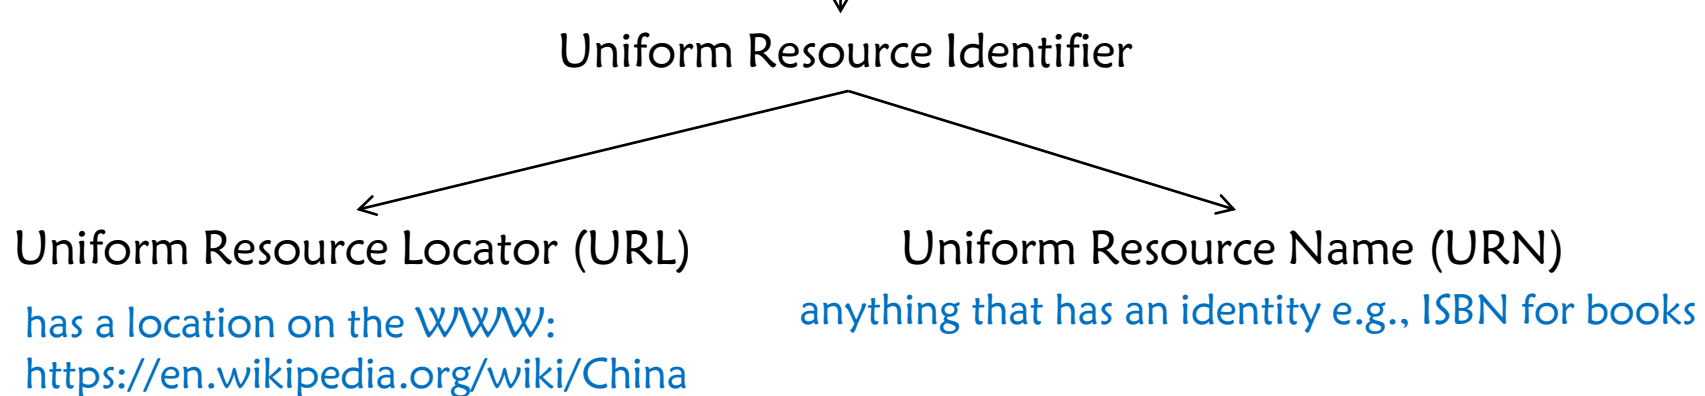 Uniform Resource Identifier
Uniform Resource Locator (URL)
Uniform Resource Name (URN)
has a location on the WWW:
https://en.wikipedia.org/wiki/China
anything that has an identity e.g., ISBN for books